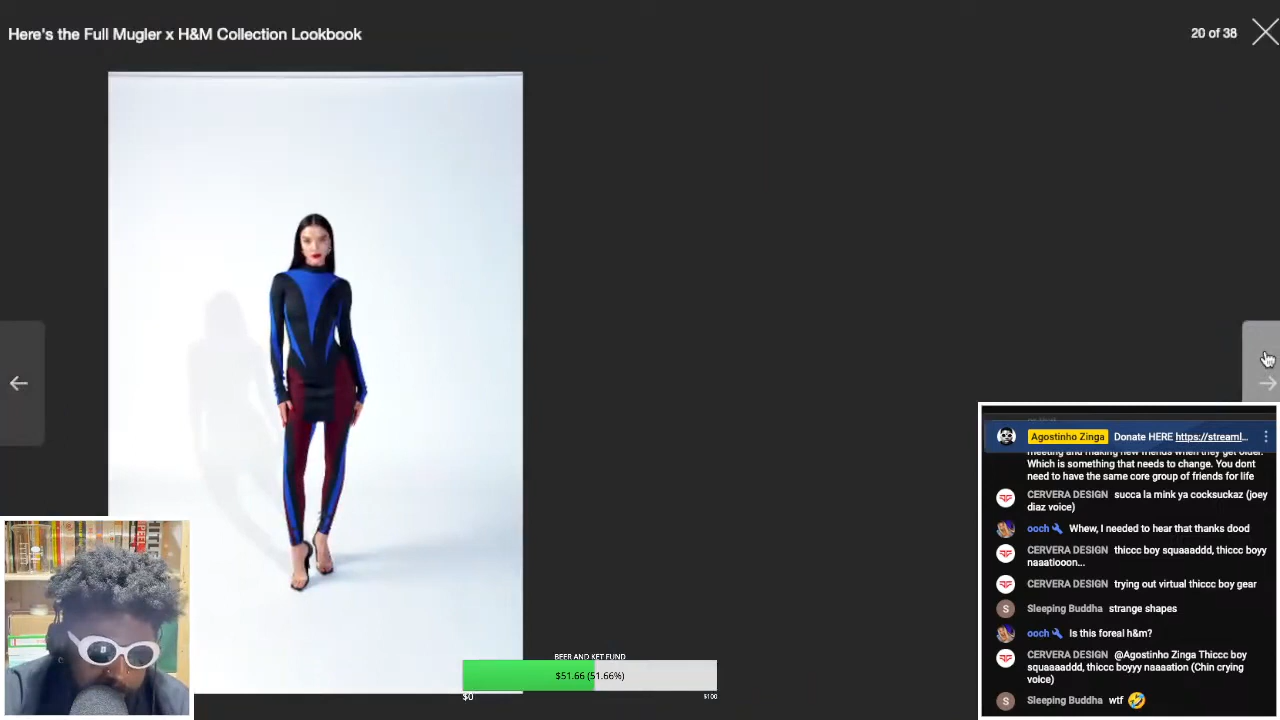 Here's the Full Mugler x H&M Collection Lookbook
20 of 38
Agostinho Zinga Donate HERE https://streaml...
meeting and making new friends when they get older.
Which is something that needs to change. You dont
need to have the same core group of friends for life
CERVERA DESIGN succa la mink ya cocksuckaz (joey
diaz voice)
ooch Whew, I needed to hear that thanks dood
CERVERA DESIGN thiccc boy squaaaddd, thiccc boyy
naaatiooon...
CERVERA DESIGN trying out virtual thiccc boy gear
S Sleeping Buddha strange shapes
ooch Is this foreal h&m?
CERVERA DESIGN @Agostinho Zinga Thiccc boy
squaaaaddd, thiccc boyyy naaatiion (Chin crying
voice)
S Sleeping Buddha wtf 🤣
BEER AND KET FUND
$51.66 (51.66%)
$0
$100